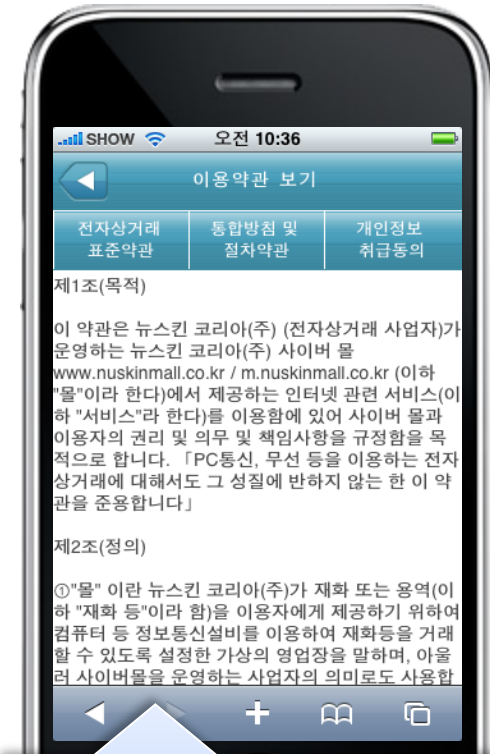 SHOW 오전 10:36
이용약관 보기
전자상거래 표준약관
통합방침 및 절차약관
개인정보 취급동의
제1조(목적)
이 약관은 뉴스킨 코리아(주) (전자상거래 사업자)가
운영하는 뉴스킨 코리아(주) 사이버 몰
www.nuskinmall.co.kr / m.nuskinmall.co.kr (이하
"몰"이라 한다)에서 제공하는 인터넷 관련 서비스(이
하 "서비스"라 한다)를 이용함에 있어 사이버 몰과
이용자의 권리 및 의무 및 책임사항을 규정함을 목
적으로 합니다. 「PC통신, 무선 등을 이용하는 전자
상거래에 대해서도 그 성질에 반하지 않는 한 이 약
관을 준용합니다」
제2조(정의)
①"몰" 이란 뉴스킨 코리아(주)가 재화 또는 용역(이
하 "재화 등"이라 함)을 이용자에게 제공하기 위하여
컴퓨터 등 정보통신설비를 이용하여 재화등을 거래
할 수 있도록 설정한 가상의 영업장을 말하며, 아울
러 사이버몰을 운영하는 사업자의 의미로도 사용합